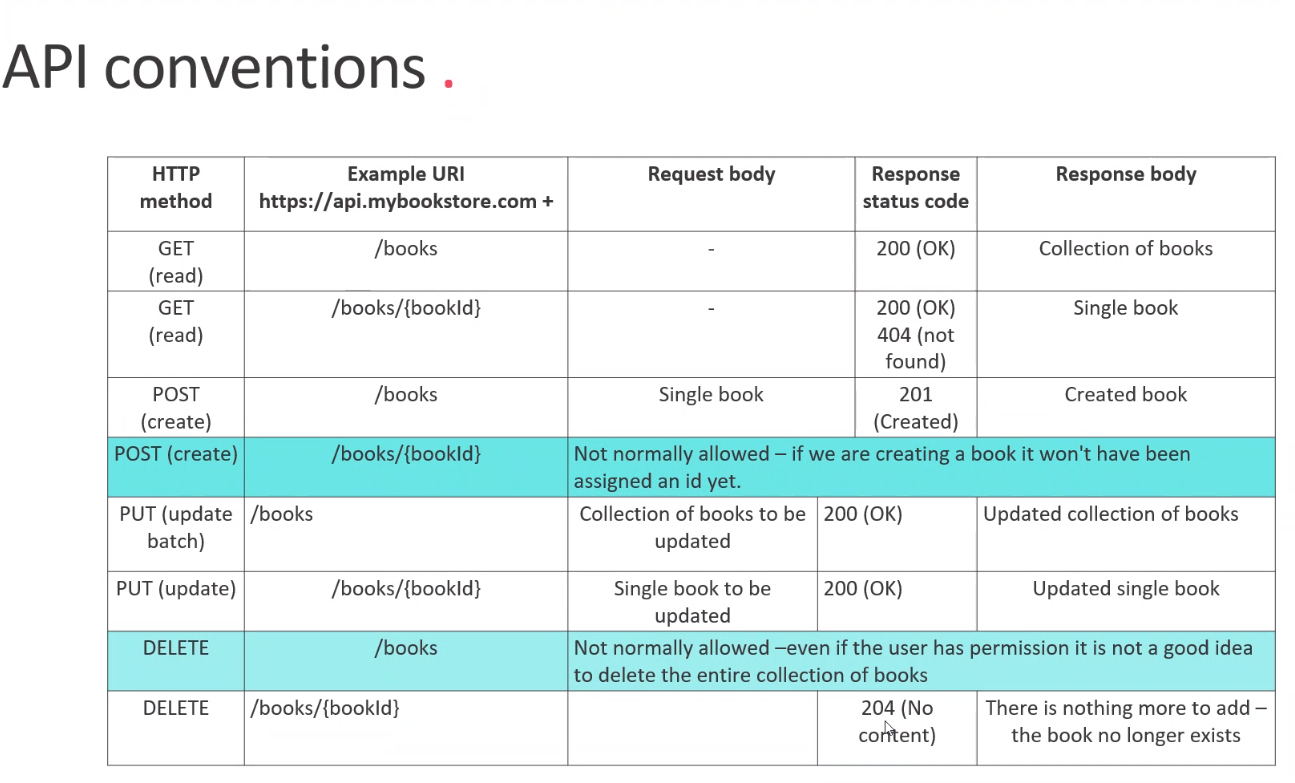 API conventions .
HTTP method
Example URI
https://api.mybookstore.com +
Request body
Response status code
Response body
GET
(read)
/books
-
200 (OK)
Collection of books
GET
(read)
/books/{bookId}
-
200 (OK)
404 (not found)
Single book
POST
(create)
/books
Single book
201
(Created)
Created book
POST (create)
/books/{bookId}
Not normally allowed – if we are creating a book it won't have been
assigned an id yet.
PUT (update
batch)
/books
Collection of books to be
updated
200 (OK)
Updated collection of books
PUT (update)
/books/{bookId}
Single book to be
updated
200 (OK)
Updated single book
DELETE
/books
Not normally allowed –even if the user has permission it is not a good idea
to delete the entire collection of books
DELETE
/books/{bookId}
204 (No
content)
There is nothing more to add –
the book no longer exists